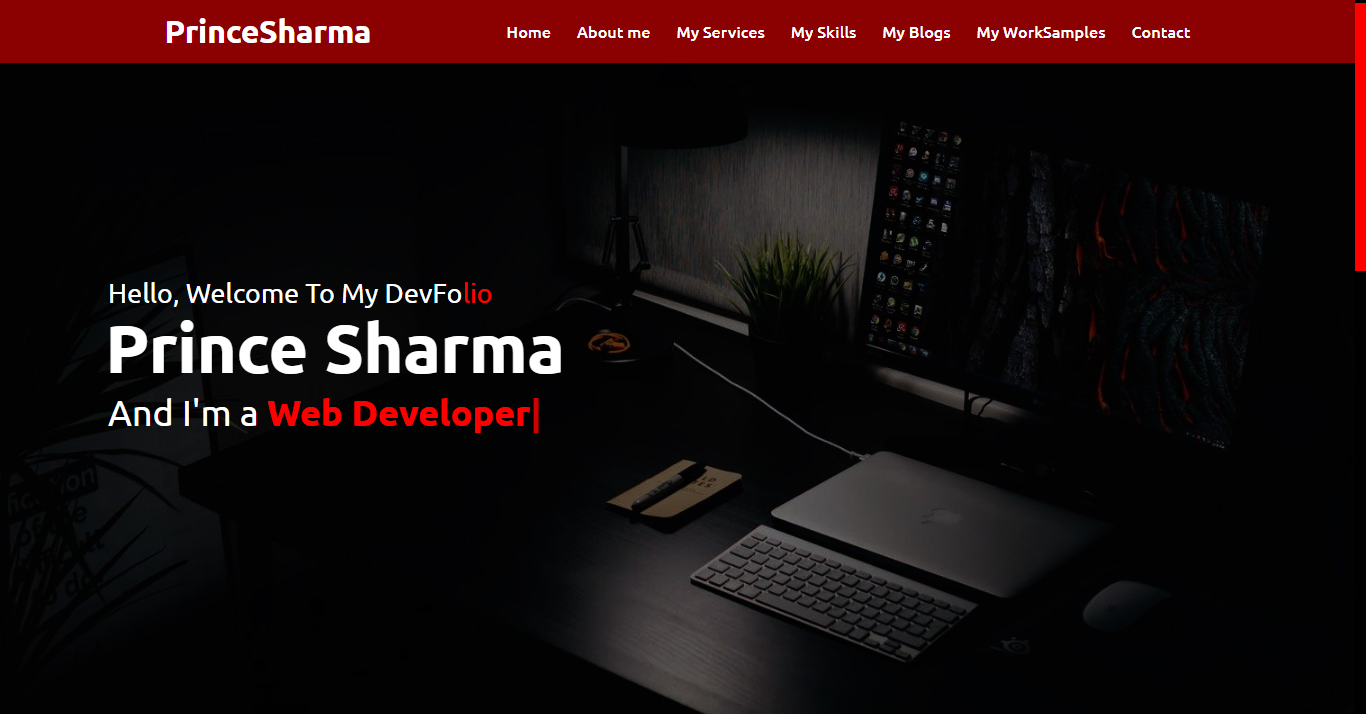 PrinceSharma
Home About me My Services My Skills My Blogs My WorkSamples Contact
Hello, Welcome To My DevFolio
Prince Sharma
And I'm a Web Developer|